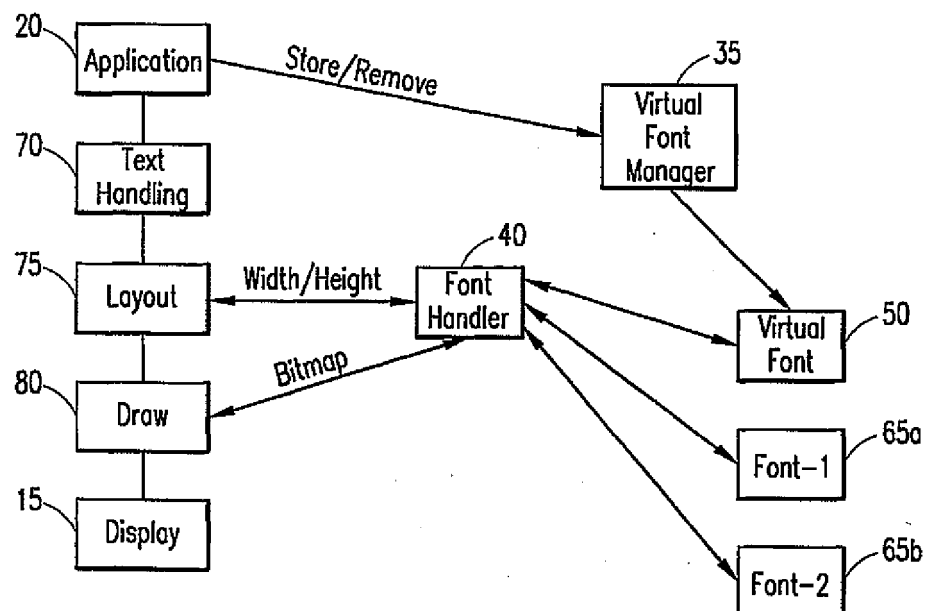 20
Application
Store/Remove
35
Virtual
Font
Manager
70
Text
Handling
75
Layout
Width/Height
40
Font
Handler
Virtual
Font
50
80
Draw
Bitmap
65a
Font-1
15
Display
65b
Font-2